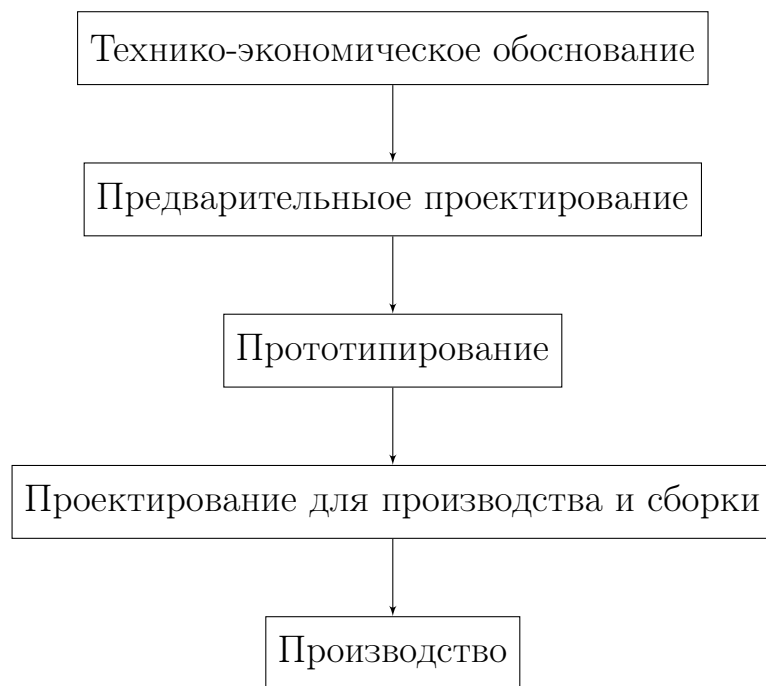 Технико-экономическое обоснование
Предварительныое проектирование
Прототипирование
Проектирование для производства и сборки
Производство